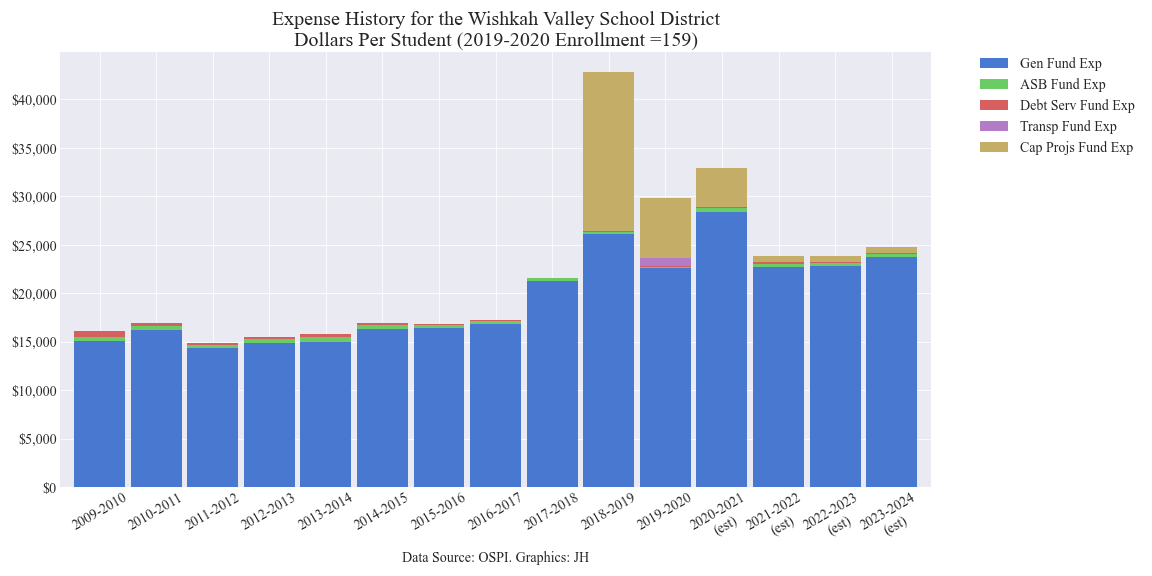 Expense History for the Wishkah Valley School District
Dollars Per Student (2019-2020 Enrollment =159)
Gen Fund Exp
ASB Fund Exp
Debt Serv Fund Exp
Transp Fund Exp
Cap Projs Fund Exp
$40,000
$35,000
$30,000
$25,000
$20,000
$15,000
$10,000
$5,000
$0
2009-2010
2010-2011
2011-2012
2012-2013
2013-2014
2014-2015
2015-2016
2016-2017
2017-2018
2018-2019
2019-2020
2020-2021
(est)
2021-2022
(est)
2022-2023
(est)
2023-2024
(est)
Data Source: OSPI. Graphics: JH